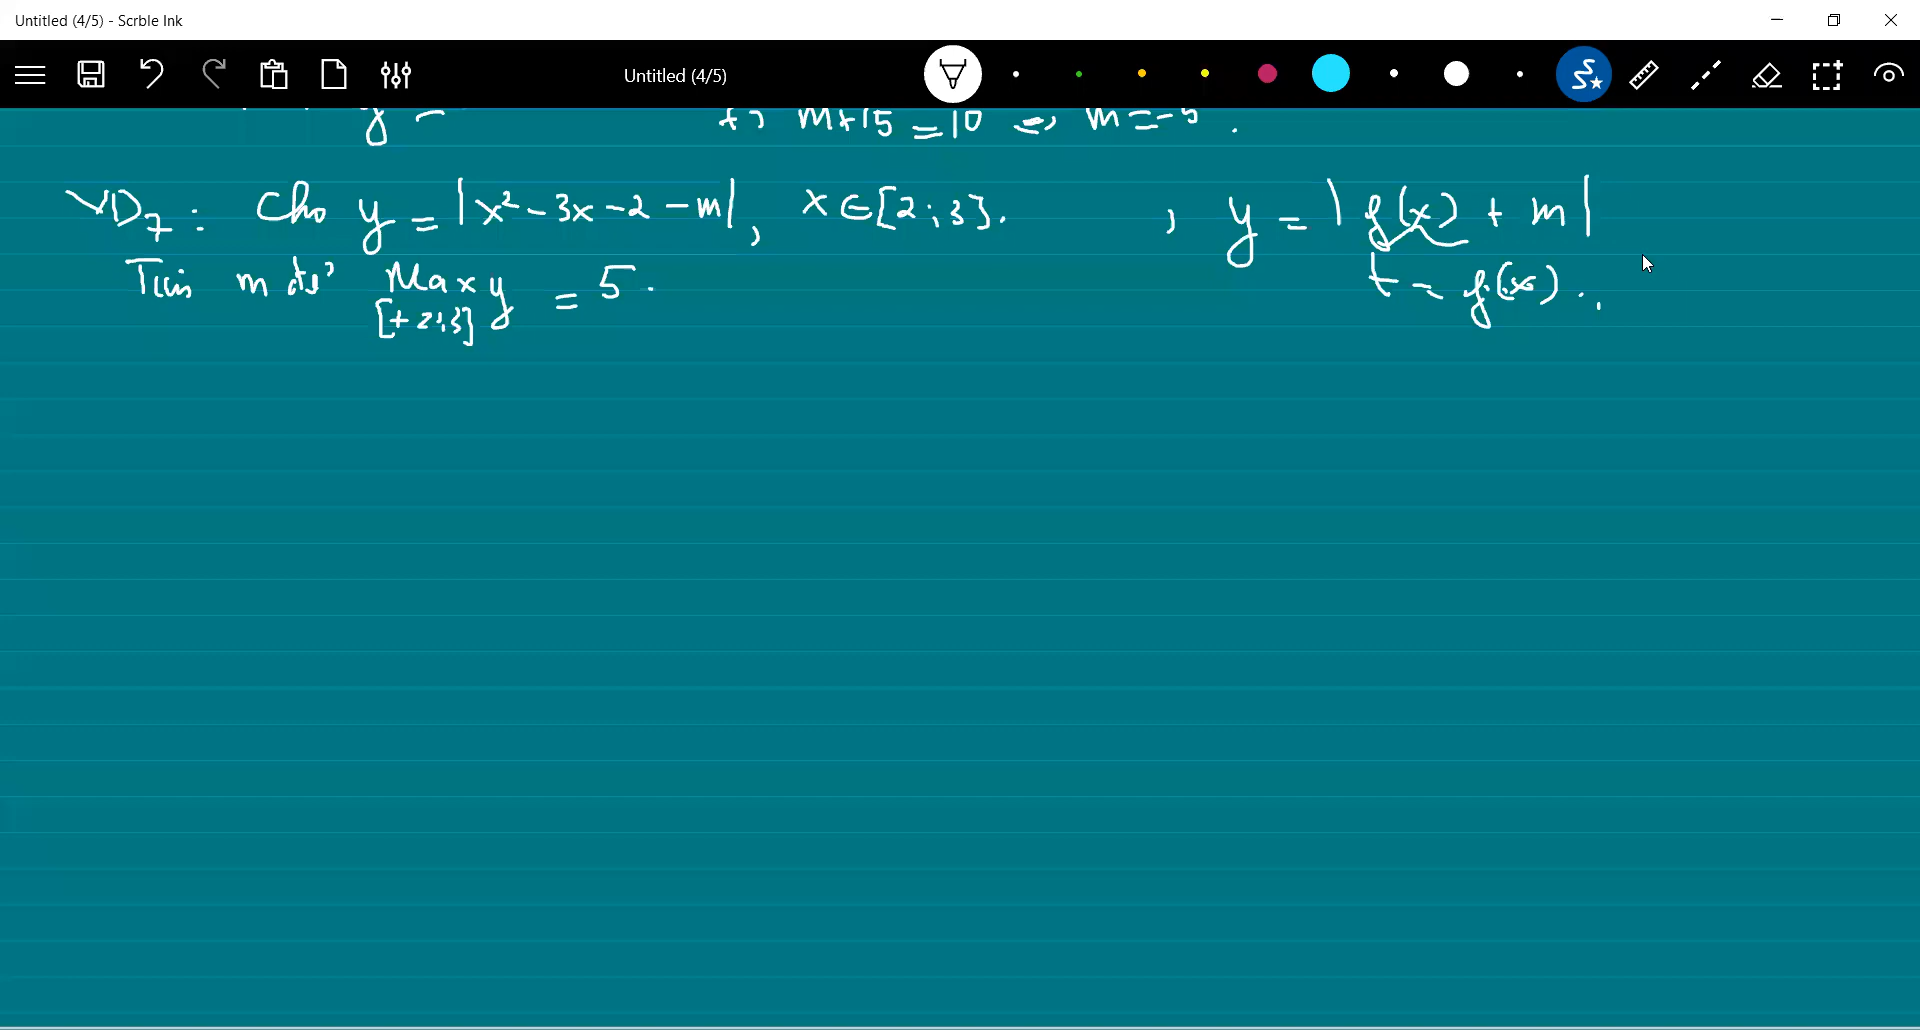 Untitled (4/5) - Scrble Ink
Untitled (4/5)
y = m+15 = 10 => m = -5.
VD7: Cho y = |x² - 3x - 2 - m|, x ∈ [2;3]. , y = |f(x) + m|
Tìm m để Max y = 5. t = f(x)..
[+2;3]